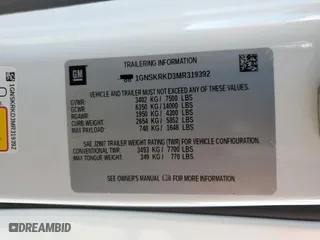 TRAILERING INFORMATION
GM
1GNSKRKD3MR319392
VEHICLE AND TRAILER MUST NOT EXCEED ANY OF THESE WEIGHTS
GVWR: 3402 KG / 7500 LBS
GCWR: 6350 KG / 14000 LBS
RGAWR: 1950 KG / 4300 LBS
CURB WEIGHT: 2654 KG / 5852 LBS
MAX PAYLOAD: 748 KG / 1648 LBS
SAE J2807 TRAILER WEIGHT RATING (TWR) FOR VEHICLE CONFIGURATION:
CONVENTIONAL TWR: 3493 KG / 7700 LBS
MAX TONGUE WEIGHT: 349 KG / 770 LBS
SEE OWNER'S MANUAL FOR MORE INFORMATION
1GNSKRKD3MR319392
DREAMBID
DREAMBID.COM